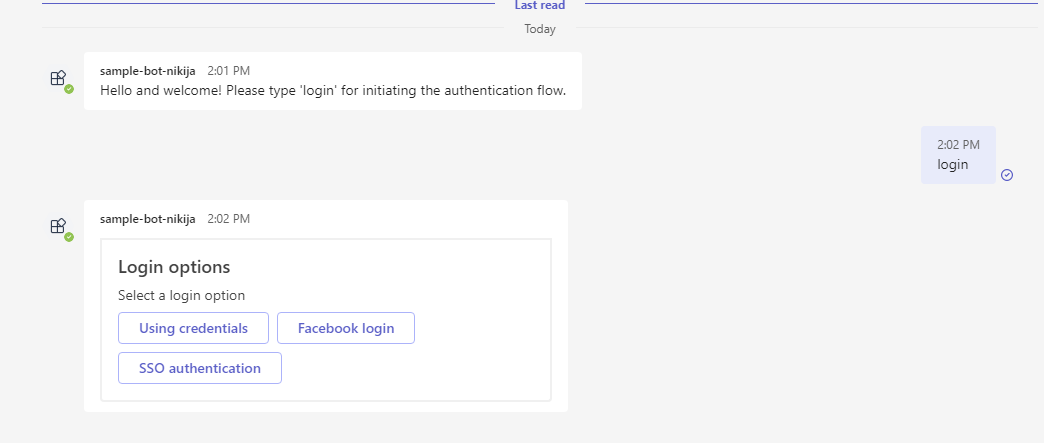 Last read
Today
sample-bot-nikija 2:01 PM
Hello and welcome! Please type 'login' for initiating the authentication flow.
2:02 PM
login
sample-bot-nikija 2:02 PM
Login options
Select a login option
Using credentials Facebook login
SSO authentication